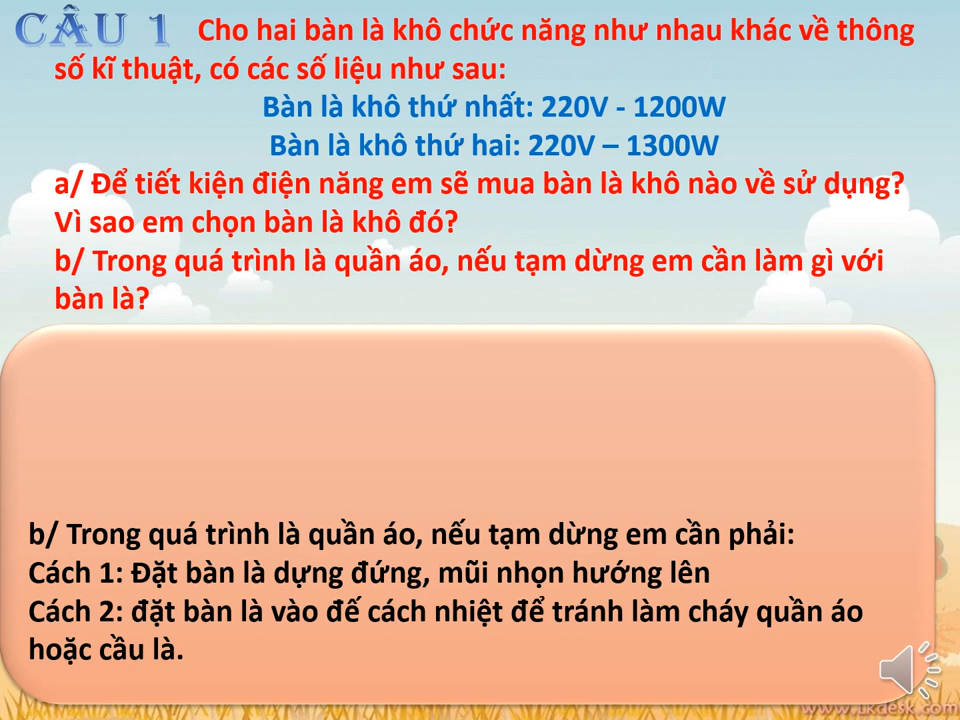 CÂU 1 Cho hai bàn là khô chức năng như nhau khác về thông
số kĩ thuật, có các số liệu như sau:
Bàn là khô thứ nhất: 220V - 1200W
Bàn là khô thứ hai: 220V – 1300W
a/ Để tiết kiện điện năng em sẽ mua bàn là khô nào về sử dụng?
Vì sao em chọn bàn là khô đó?
b/ Trong quá trình là quần áo, nếu tạm dừng em cần làm gì với
bàn là?
b/ Trong quá trình là quần áo, nếu tạm dừng em cần phải:
Cách 1: Đặt bàn là dựng đứng, mũi nhọn hướng lên
Cách 2: đặt bàn là vào đế cách nhiệt để tránh làm cháy quần áo
hoặc cầu là.
www.1kdesk.com